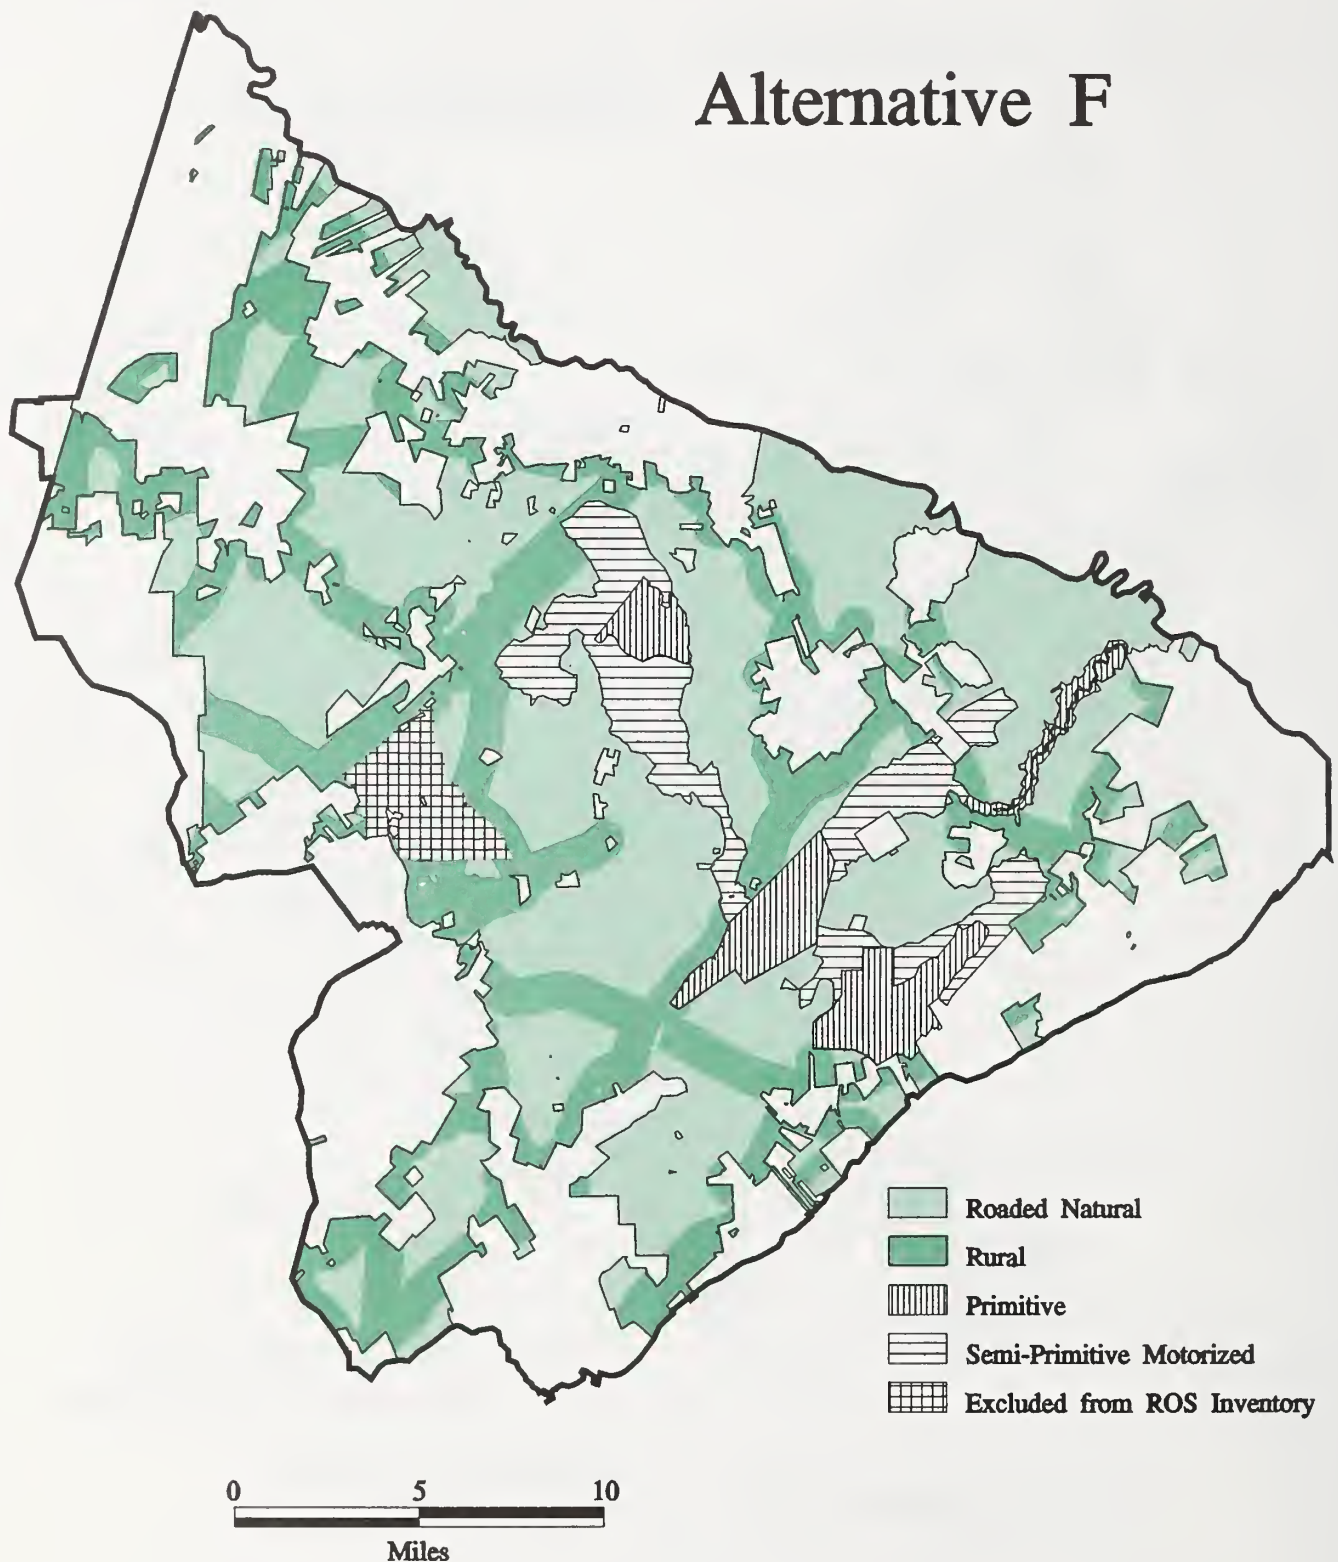 Alternative F
Roaded Natural
Rural
Primitive
Semi-Primitive Motorized
Excluded from ROS Inventory
0 5 10
Miles